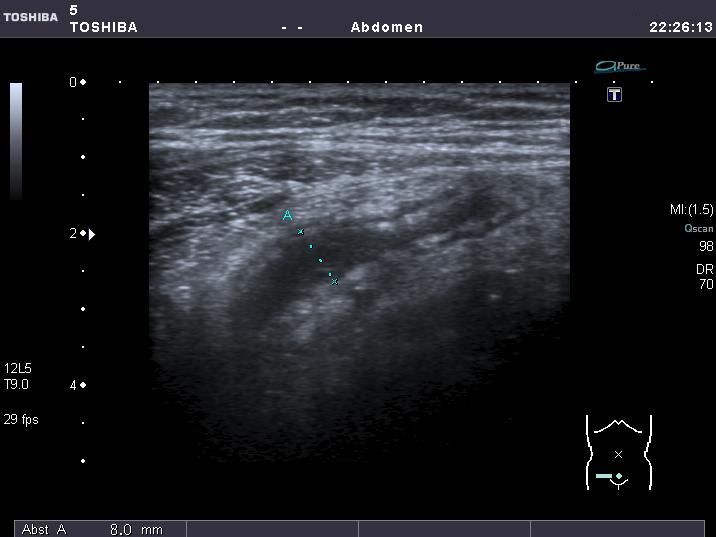 TOSHIBA
5
TOSHIBA
- -
Abdomen
22:26:13
aPure
T
0
A
2
4
MI:(1.5)
Qscan
98
DR
70
12L5
T9.0
29 fps
Abst A 8.0 mm